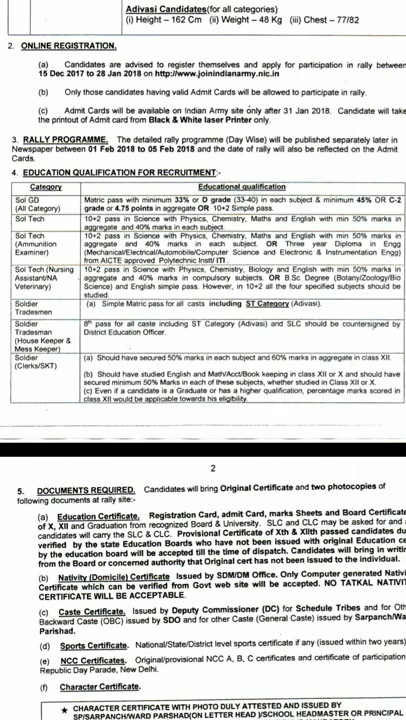 Adivasi Candidates(for all categories)
(i) Height – 162 Cm (ii) Weight – 48 Kg (iii) Chest – 77/82
2. ONLINE REGISTRATION.
(a) Candidates are advised to register themselves and apply for participation in rally between
15 Dec 2017 to 28 Jan 2018 on http://www.joinindianarmy.nic.in
(b) Only those candidates having valid Admit Cards will be allowed to participate in rally.
(c) Admit Cards will be available on Indian Army site only after 31 Jan 2018. Candidate will take
the printout of Admit card from Black & White laser Printer only.
3. RALLY PROGRAMME. The detailed rally programme (Day Wise) will be published separately later in
Newspaper between 01 Feb 2018 to 05 Feb 2018 and the date of rally will also be reflected on the Admit
Cards.
4. EDUCATION QUALIFICATION FOR RECRUITMENT:-
Category Educational qualification
Sol GD Matric pass with minimum 33% or D grade (33-40) in each subject & minimum 45% OR C-2
(All Category) grade or 4.75 points in aggregate OR 10+2 Simple pass.
Sol Tech 10+2 pass in Science with Physics, Chemistry, Maths and English with min 50% marks in
aggregate and 40% marks in each subject.
Sol Tech 10+2 pass in Science with Physics, Chemistry, Maths and English with min 50% marks in
(Ammunition aggregate and 40% marks in each subject. OR Three year Diploma in Engg
Examiner) (Mechanical/Electrical/Automobile/Computer Science and Electronic & Instrumentation Engg)
from AICTE approved Polytechnic Instt/ ITI .
Sol Tech (Nursing 10+2 pass in Science with Physics, Chemistry, Biology and English with min 50% marks in
Assistant/NA aggregate and 40% marks in compulsory subjects. OR B.Sc Degree (Botany/Zoology/Bio
Veterinary) Science) and English simple pass. However, in 10+2 all the four specified subjects should be
studied.
Soldier (a) Simple Matric pass for all casts including ST Category (Adivasi).
Tradesmen
Soldier 8th pass for all caste including ST Category (Adivasi) and SLC should be countersigned by
Tradesman District Education Officer.
(House Keeper &
Mess Keeper)
Soldier (a) Should have secured 50% marks in each subject and 60% marks in aggregate in class XII.
(Clerks/SKT)
(b) Should have studied English and Math/Acct/Book keeping in class XII or X and should have
secured minimum 50% Marks in each of these subjects, whether studied in Class XII or X.
(c) Even if a candidate is a Graduate or has a higher qualification, percentage marks scored in
class XII would be applicable towards his eligibility.
2
5. DOCUMENTS REQUIRED. Candidates will bring Original Certificate and two photocopies of
following documents at rally site:-
(a) Education Certificate. Registration Card, admit Card, marks Sheets and Board Certificate
of X, XII and Graduation from recognized Board & University. SLC and CLC may be asked for and
candidates will carry the SLC & CLC. Provisional Certificate of Xth & XIIth passed candidates du
verified by the state Education Boards who have not been issued with original Education ce
by the education board will be accepted till the time of dispatch. Candidates will bring in writin
from the Board or concerned authority that Original cert has not been issued to the individual.
(b) Nativity (Domicile) Certificate Issued by SDM/DM Office. Only Computer generated Nativi
Certificate which can be verified from Govt web site will be accepted. NO TATKAL NATIVIT
CERTIFICATE WILL BE ACCEPTABLE.
(c) Caste Certificate. Issued by Deputy Commissioner (DC) for Schedule Tribes and for Oth
Backward Caste (OBC) issued by SDO and for other Caste (General Caste) issued by Sarpanch/Wa
Parishad.
(d) Sports Certificate. National/State/District level sports certificate if any (issued within two years)
(e) NCC Certificates. Original/provisional NCC A, B, C certificates and certificate of participation
Republic Day Parade, New Delhi.
(f) Character Certificate.
★ CHARACTER CERTIFICATE WITH PHOTO DULY ATTESTED AND ISSUED BY
SP/SARPANCH/WARD PARSHAD(ON LETTER HEAD )/SCHOOL HEADMASTER OR PRINCIPAL